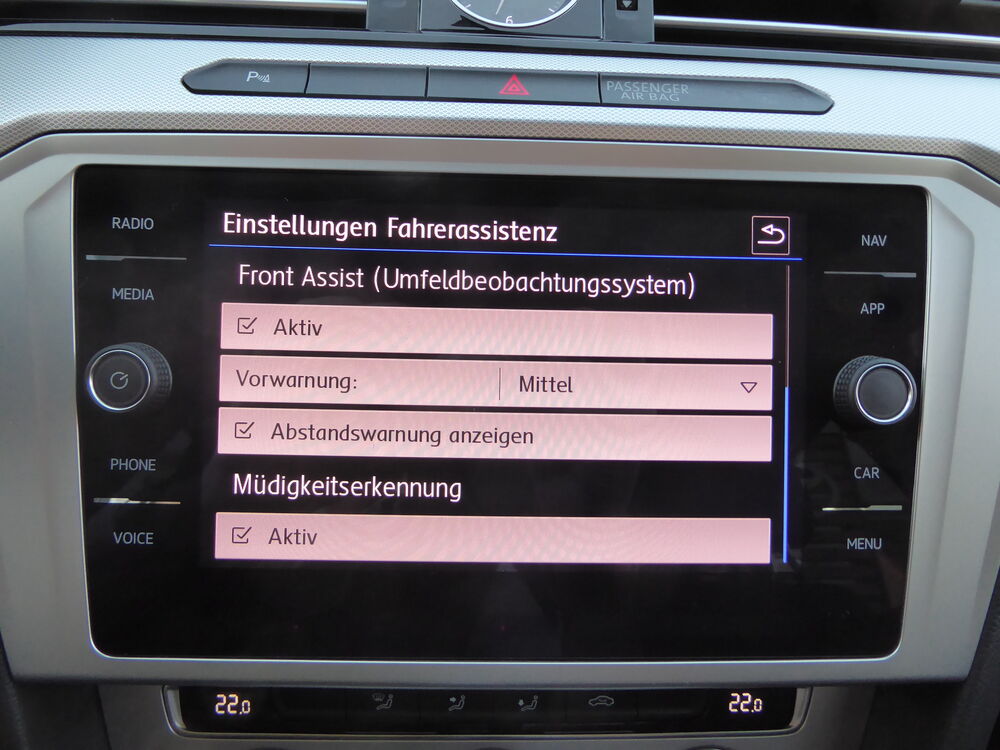 6
P
PASSENGER
AIR BAG
RADIO
MEDIA
PHONE
VOICE
Einstellungen Fahrerassistenz
Front Assist (Umfeldbeobachtungssystem)
Aktiv
Vorwarnung: Mittel
Abstandswarnung anzeigen
Müdigkeitserkennung
Aktiv
NAV
APP
CAR
MENU
22.0
22.0